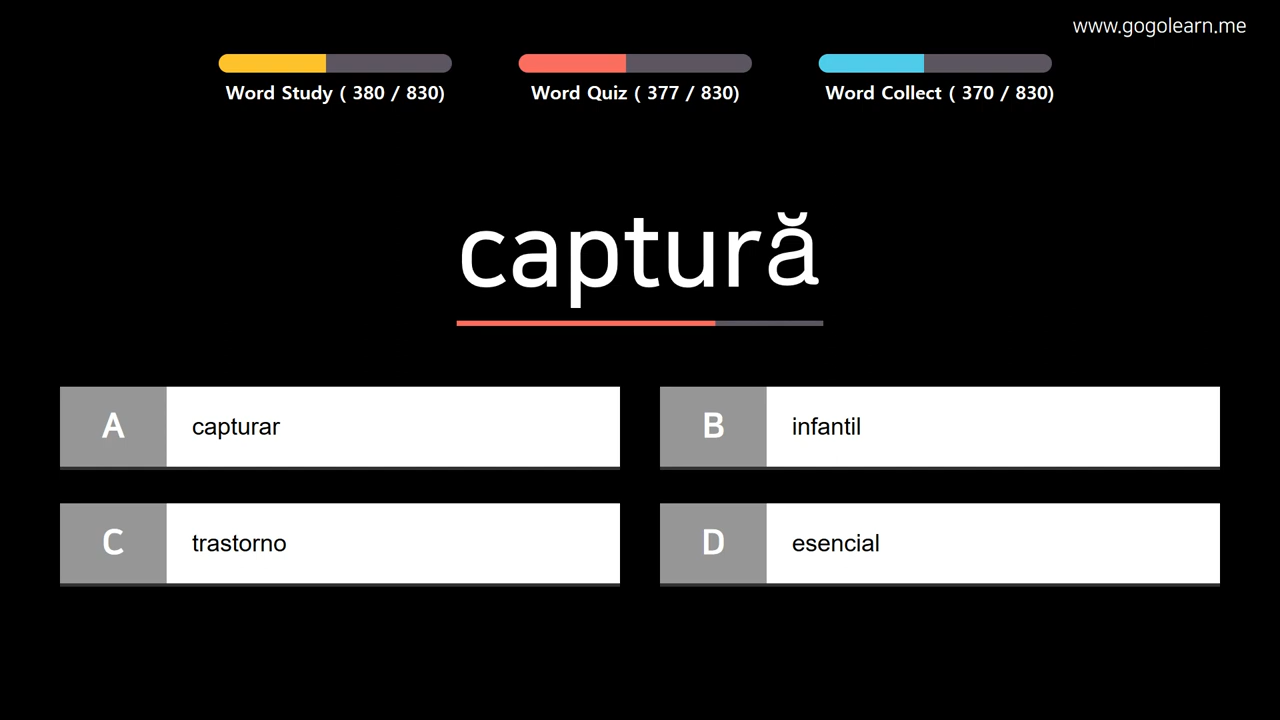 www.gogolearn.me
Word Study ( 380 / 830)
Word Quiz ( 377 / 830)
Word Collect ( 370 / 830)
captură
A
capturar
B
infantil
C
trastorno
D
esencial